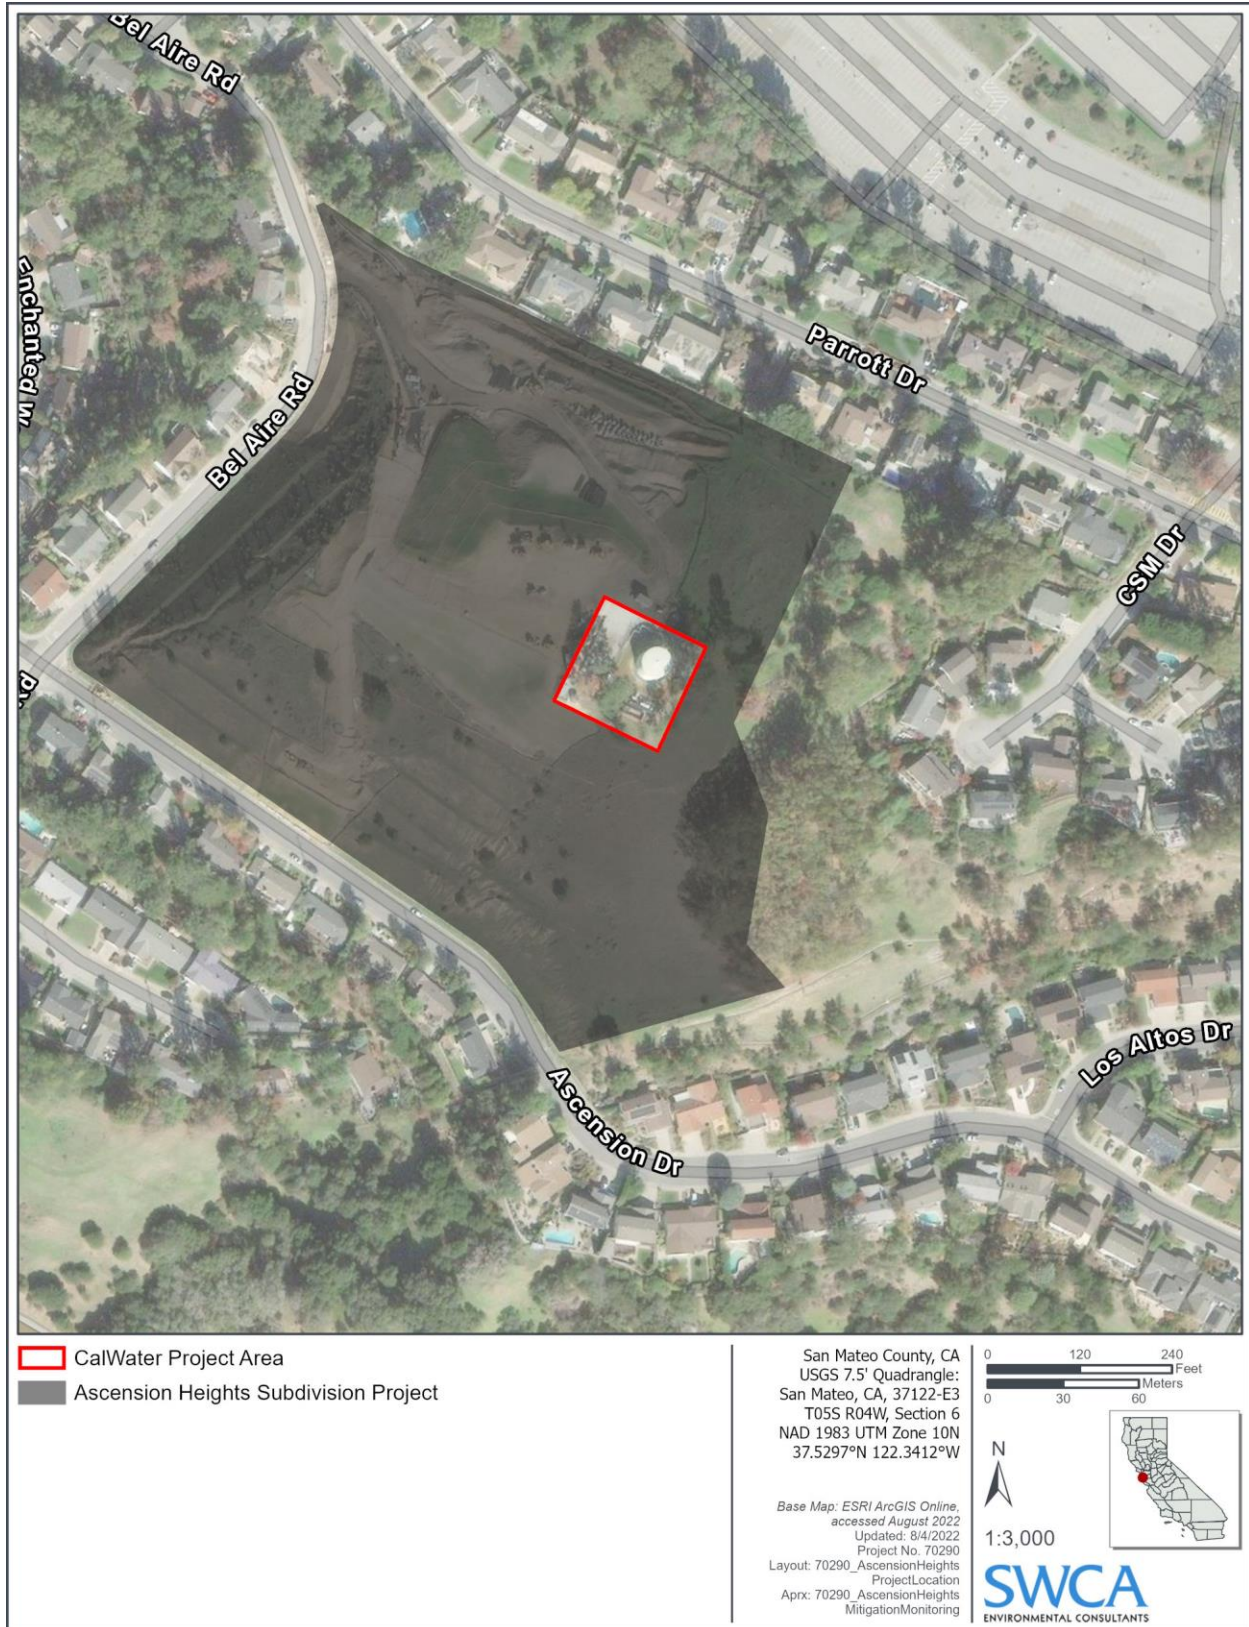 Bel Aire Rd
Enchanted W
Bel Aire Rd
Parrott Dr
CSM Dr
Rd
Los Altos Dr
Ascension Dr
CalWater Project Area
Ascension Heights Subdivision Project
San Mateo County, CA
USGS 7.5' Quadrangle:
San Mateo, CA, 37122-E3
T05S R04W, Section 6
NAD 1983 UTM Zone 10N
37.5297°N 122.3412°W
Base Map: ESRI ArcGIS Online,
accessed August 2022
Updated: 8/4/2022
Project No. 70290
Layout: 70290_AscensionHeights
ProjectLocation
Aprx: 70290_AscensionHeights
MitigationMonitoring
0 120 240
Feet
Meters
0 30 60
N
1:3,000
SWCA
ENVIRONMENTAL CONSULTANTS